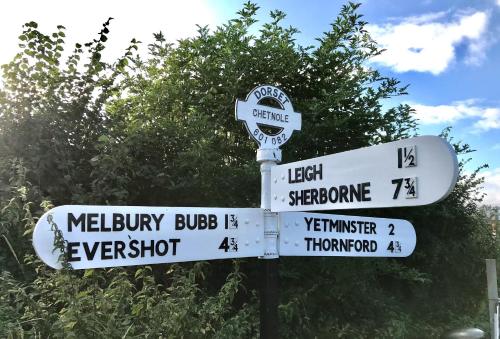 DORSET
CHETNOLE
601 082
LEIGH 1½
SHERBORNE 7¾
MELBURY BUBB 1¾
EVERSHOT 4¾
YETMINSTER 2
THORNFORD 4¾